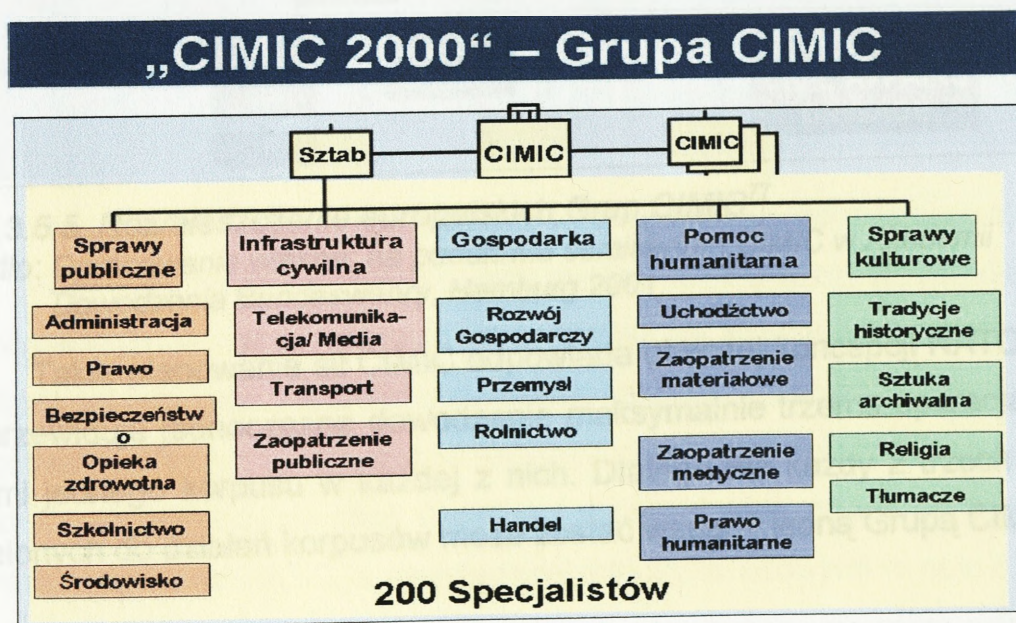 „CIMIC 2000“ – Grupa CIMIC
Sztab
CIMIC
CIMIC
Sprawy
publiczne
Administracja
Prawo
Bezpieczeństw
o
Opieka
zdrowotna
Szkolnictwo
Środowisko
Infrastruktura
cywilna
Telekomunika-
cja/ Media
Transport
Zaopatrzenie
publiczne
Gospodarka
Rozwój
Gospodarczy
Przemysł
Rolnictwo
Handel
Pomoc
humanitarna
Uchodźctwo
Zaopatrzenie
materiałowe
Zaopatrzenie
medyczne
Prawo
humanitarne
Sprawy
kulturowe
Tradycje
historyczne
Sztuka
archiwalna
Religia
Tłumacze
200 Specjalistów